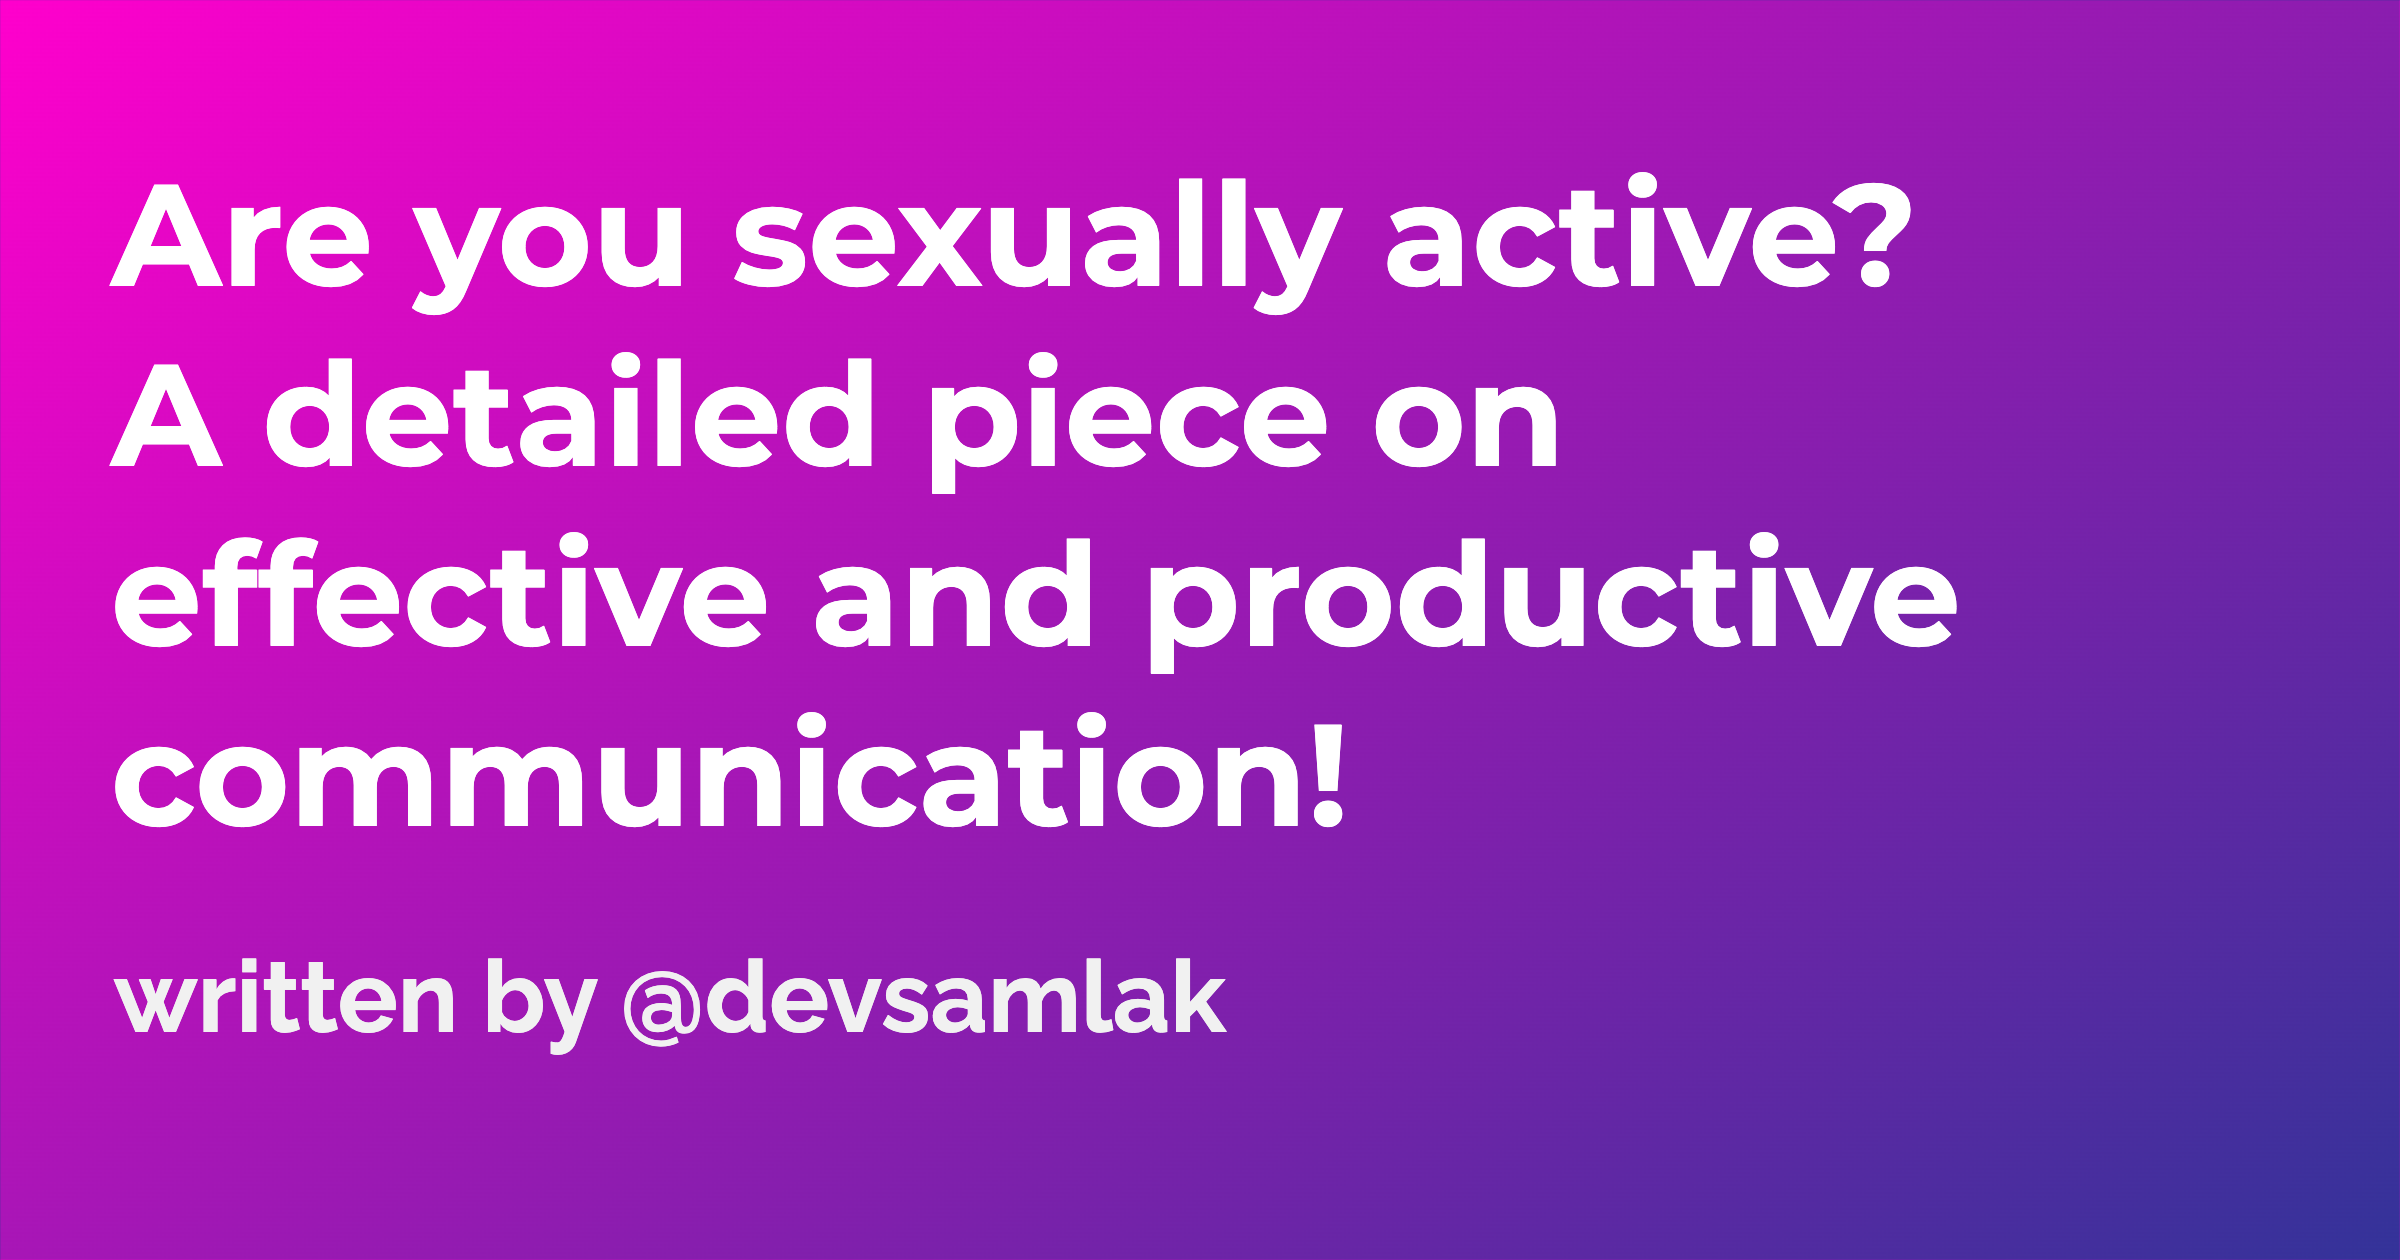 Are you sexually active?
A detailed piece on
effective and productive
communication!
written by @devsamlak